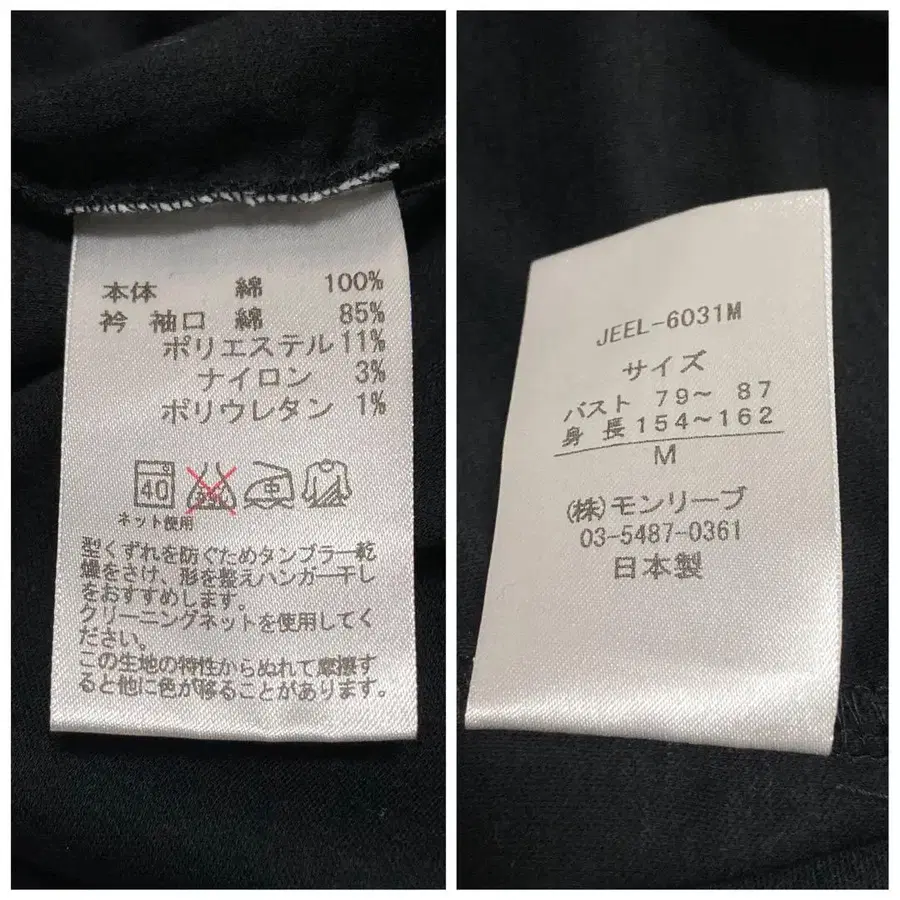 本体 綿 100%
衿 袖口 綿 85%
ポリエステル 11%
ナイロン 3%
ポリウレタン 1%
40 中
ネット使用
型くずれを防ぐためタンブラー乾
燥をさけ、形を整えハンガー干し
をおすすめします。
クリーニングネットを使用してく
ださい。
この生地の特性からぬれて摩擦す
ると他に色が移ることがあります。
JEEL-6031M
サイズ
バスト 79〜 87
身長 154〜162
M
(株)モンリーブ
03-5487-0361
日本製